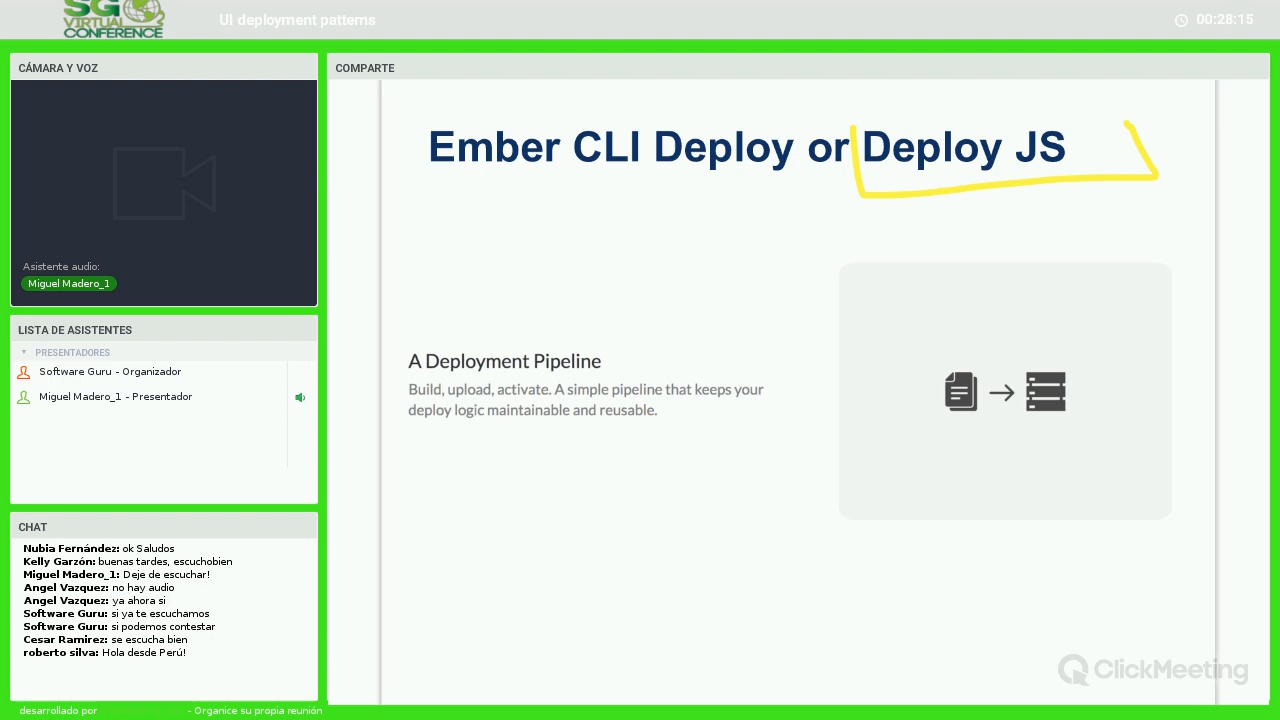 SG
VIRTUAL
CONFERENCE
UI deployment patterns
00:28:15
CÁMARA Y VOZ
Asistente audio:
Miguel Madero_1
LISTA DE ASISTENTES
PRESENTADORES
Software Guru - Organizador
Miguel Madero_1 - Presentador
CHAT
Nubia Fernández: ok Saludos
Kelly Garzón: buenas tardes, escuchobien
Miguel Madero_1: Deje de escuchar!
Angel Vazquez: no hay audio
Angel Vazquez: ya ahora si
Software Guru: si ya te escuchamos
Software Guru: si podemos contestar
Cesar Ramirez: se escucha bien
roberto silva: Hola desde Perú!
desarrollado por - Organice su propia reunión
COMPARTE
Ember CLI Deploy or Deploy JS
A Deployment Pipeline
Build, upload, activate. A simple pipeline that keeps your
deploy logic maintainable and reusable.
ClickMeeting